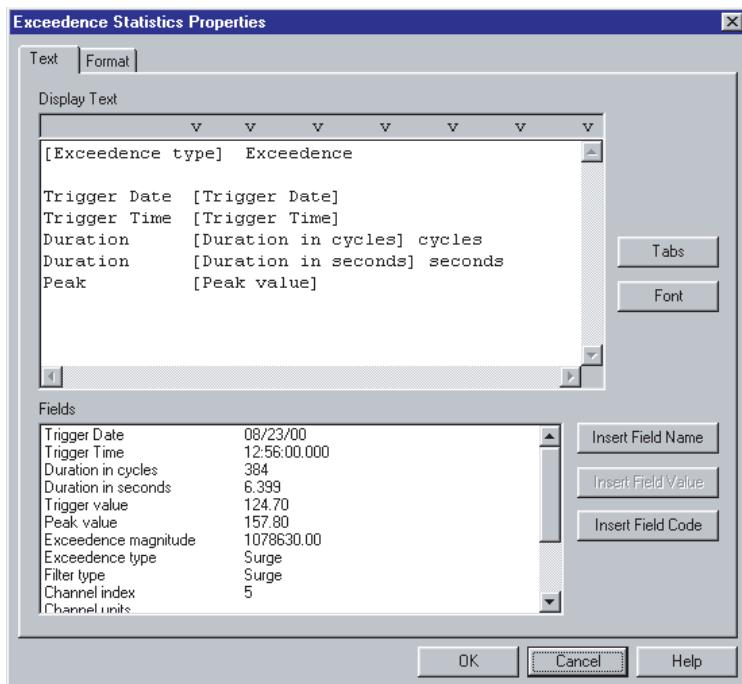 Exceedence Statistics Properties
Text Format
Display Text
v v v v v v v
[Exceedence type] Exceedence
Trigger Date [Trigger Date]
Trigger Time [Trigger Time]
Duration [Duration in cycles] cycles
Duration [Duration in seconds] seconds
Peak [Peak value]
Tabs
Font
Fields
Trigger Date 08/23/00
Trigger Time 12:56:00.000
Duration in cycles 384
Duration in seconds 6.399
Trigger value 124.70
Peak value 157.80
Exceedence magnitude 1078630.00
Exceedence type Surge
Filter type Surge
Channel index 5
Channel units
Insert Field Name
Insert Field Value
Insert Field Code
OK Cancel Help